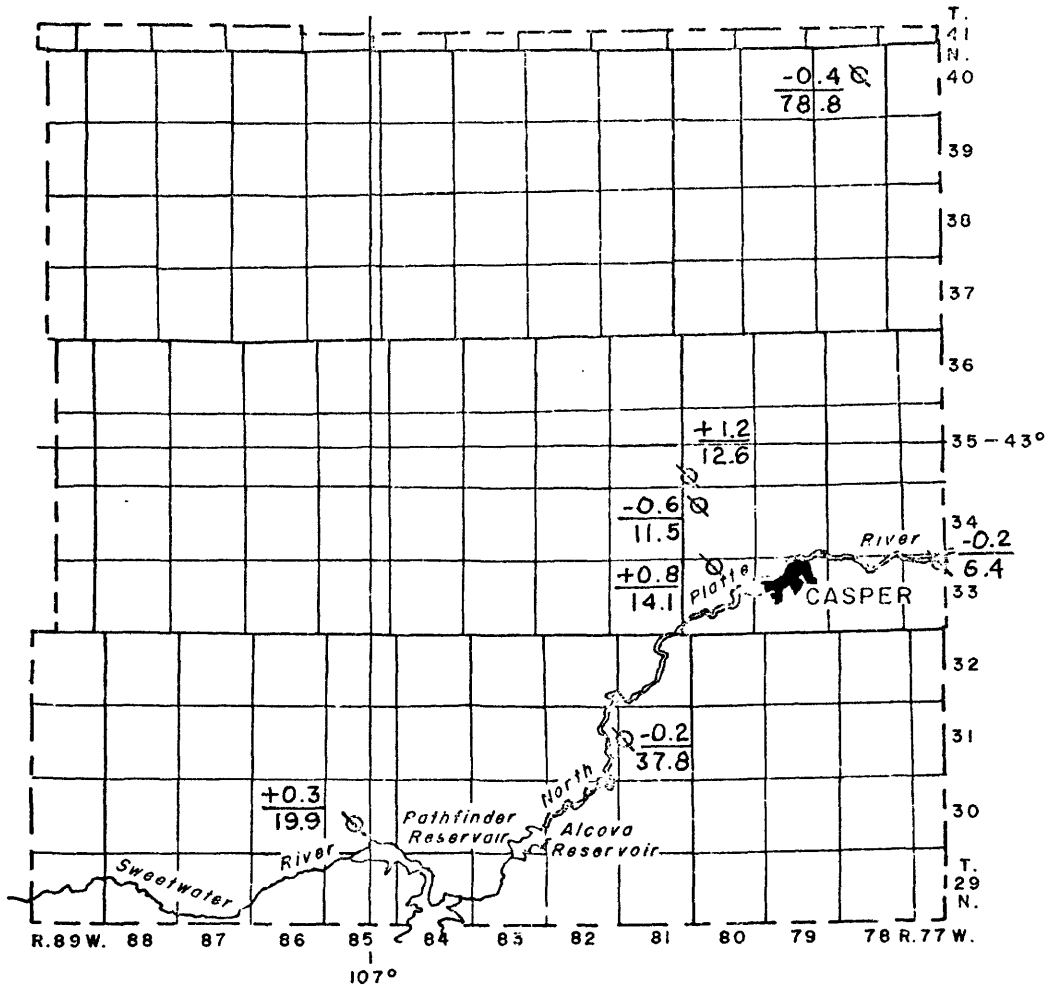 T.
41
N.
-0.4
78.8
40
39
38
37
36
+1.2
12.6
35-43°
-0.6
11.5
34
River
-0.2
6.4
+0.8
14.1
Platte
CASPER
33
32
31
-0.2
37.8
North
+0.3
19.9
Pathfinder
Reservoir
Alcova
Reservoir
30
River
Sweetwater
T.
29
N.
R.89W. 88 87 86 85 84 83 82 81 80 79 78 R.77W.
107°